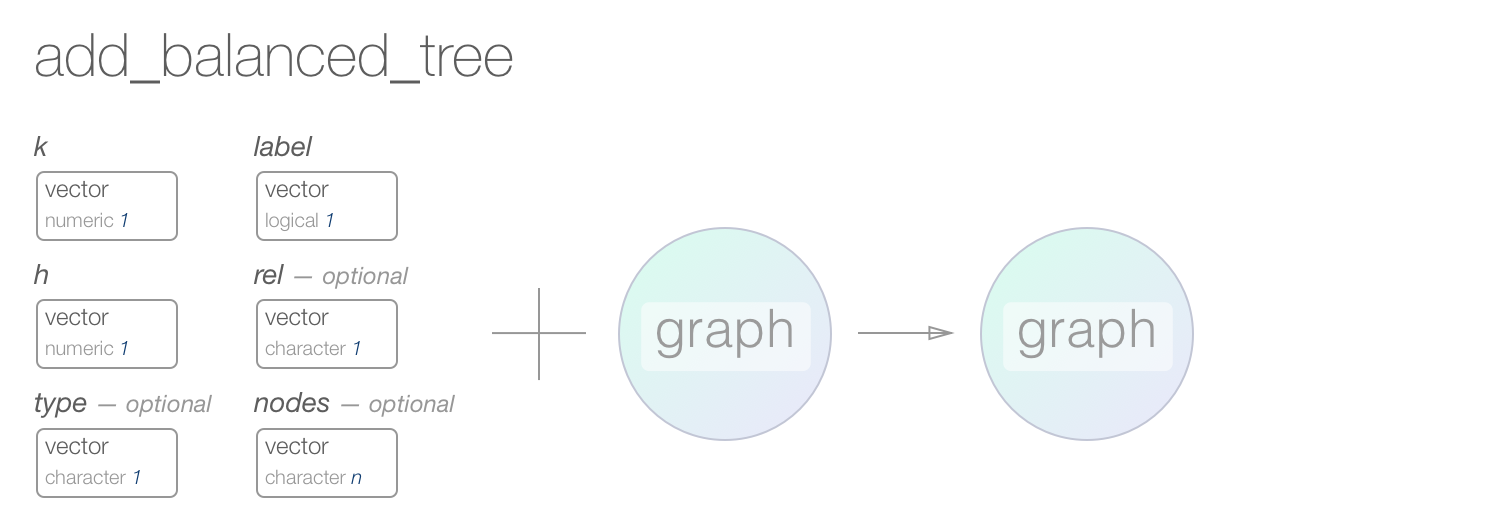 add_balanced_tree
k
vector
numeric 1
h
vector
numeric 1
type — optional
vector
character 1
label
vector
logical 1
rel — optional
vector
character 1
nodes — optional
vector
character n
graph
graph